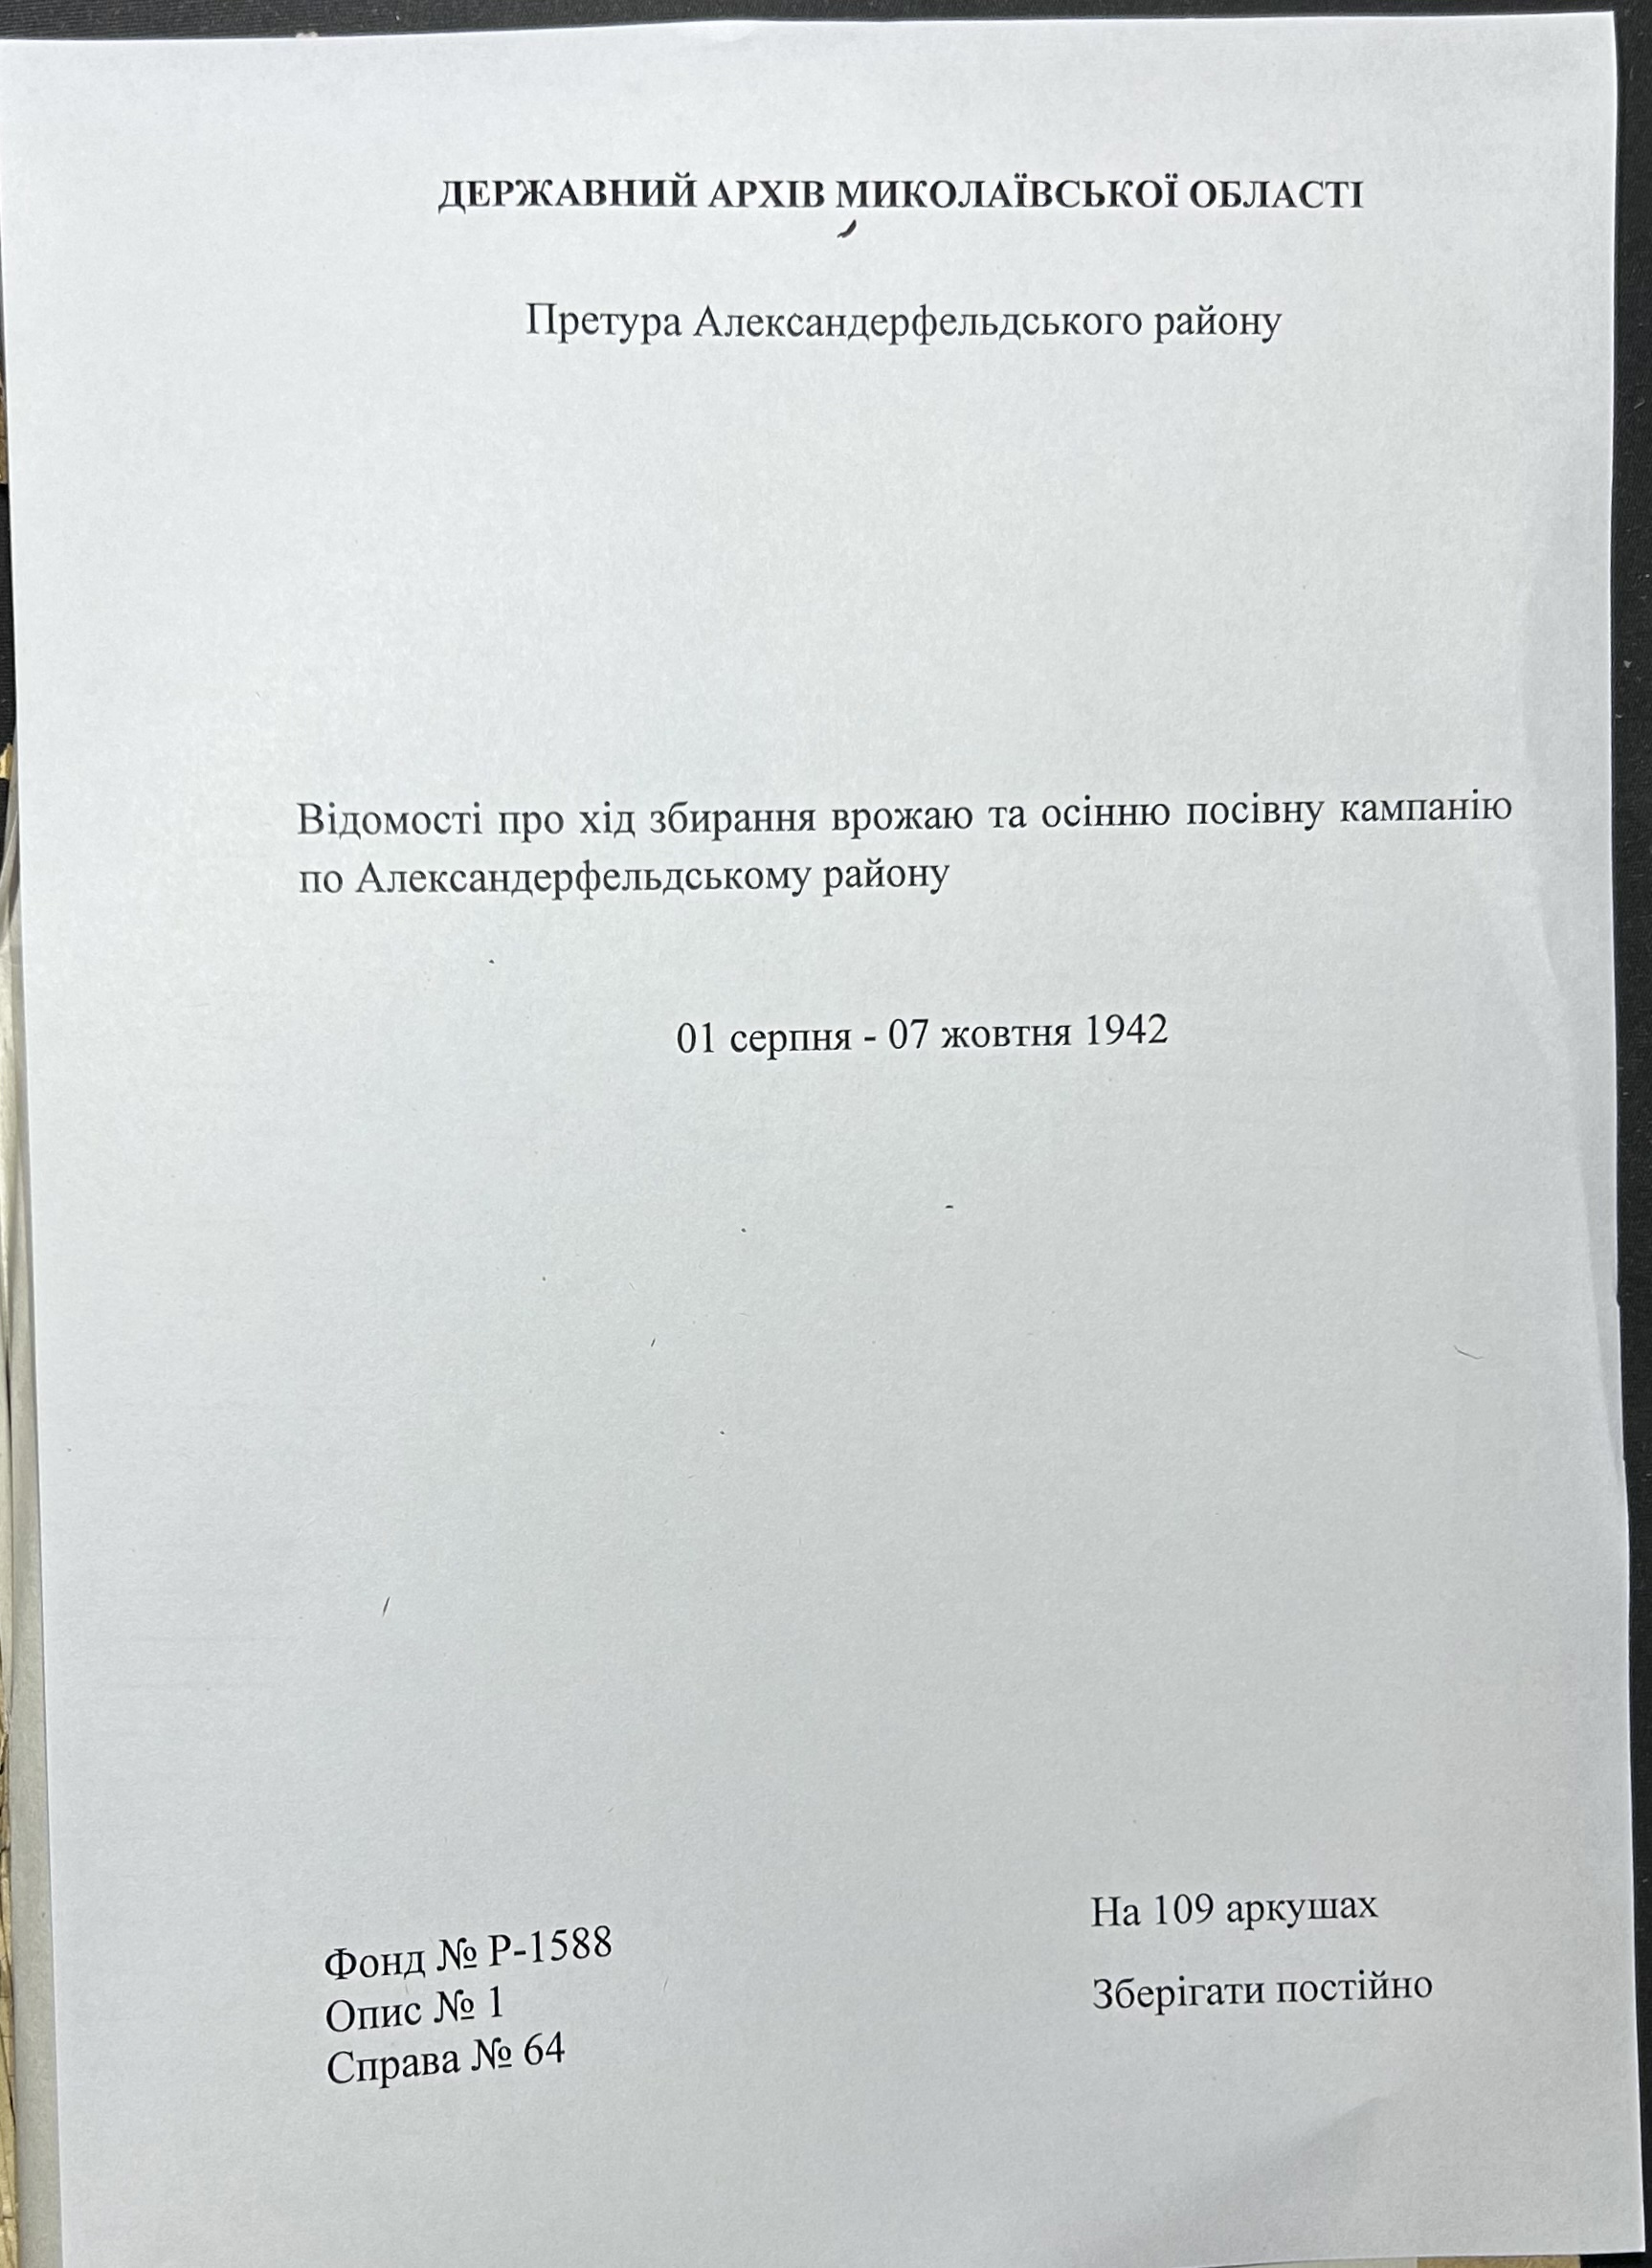 ДЕРЖАВНИЙ АРХІВ МИКОЛАЇВСЬКОЇ ОБЛАСТІ
Претура Александерфельдського району
Відомості про хід збирання врожаю та осінню посівну кампанію
по Александерфельдському району
01 серпня - 07 жовтня 1942
Фонд № Р-1588
Опис № 1
Справа № 64
На 109 аркушах
Зберігати постійно